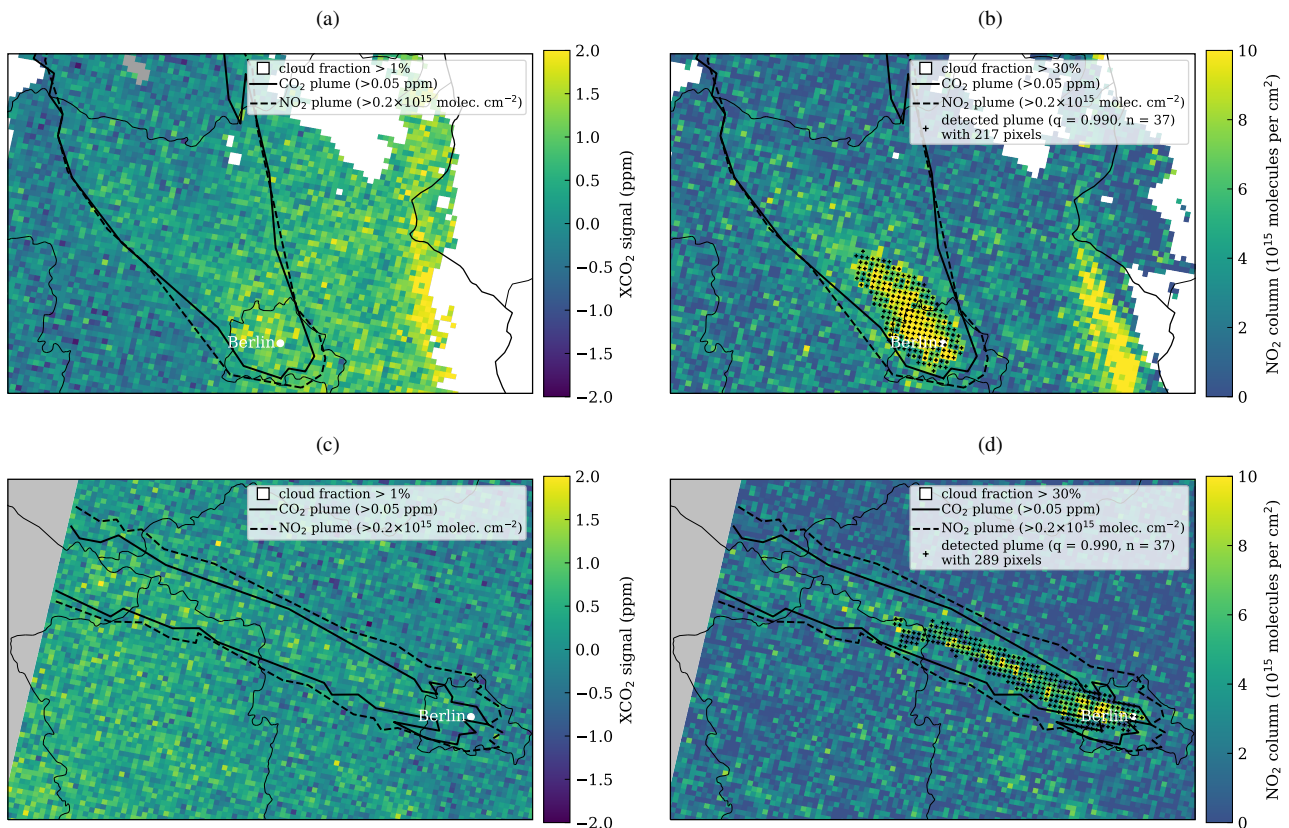 (a)
cloud fraction > 1%
CO₂ plume (>0.05 ppm)
NO₂ plume (>0.2×10¹⁵ molec. cm⁻²)
Berlin
2.0
1.5
1.0
0.5
0.0
−0.5
−1.0
−1.5
−2.0
XCO₂ signal (ppm)
(b)
cloud fraction > 30%
CO₂ plume (>0.05 ppm)
NO₂ plume (>0.2×10¹⁵ molec. cm⁻²)
detected plume (q = 0.990, n = 37)
with 217 pixels
Berlin
10
8
6
4
2
0
NO₂ column (10¹⁵ molecules per cm²)
(c)
cloud fraction > 1%
CO₂ plume (>0.05 ppm)
NO₂ plume (>0.2×10¹⁵ molec. cm⁻²)
Berlin
2.0
1.5
1.0
0.5
0.0
−0.5
−1.0
−1.5
−2.0
XCO₂ signal (ppm)
(d)
cloud fraction > 30%
CO₂ plume (>0.05 ppm)
NO₂ plume (>0.2×10¹⁵ molec. cm⁻²)
detected plume (q = 0.990, n = 37)
with 289 pixels
Berlin
10
8
6
4
2
0
NO₂ column (10¹⁵ molecules per cm²)